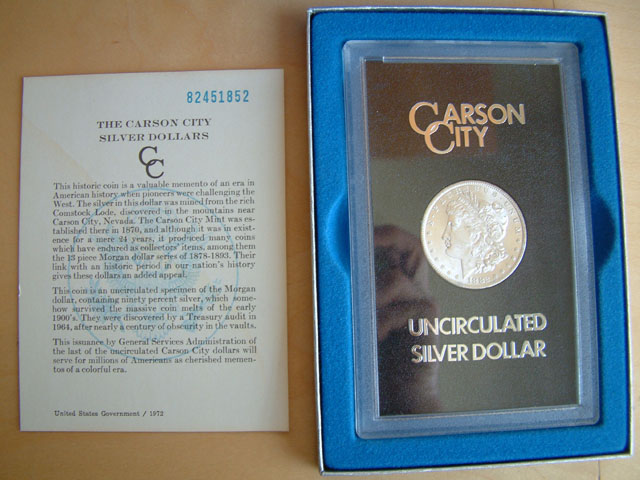 82451852
THE CARSON CITY
SILVER DOLLARS
CC
This historic coin is a valuable memento of an era in
American history when pioneers were challenging the
West. The silver in this dollar was mined from the rich
Comstock Lode, discovered in the mountains near
Carson City, Nevada. The Carson City Mint was es-
tablished there in 1870, and although it was in exist-
ence for a mere 24 years, it produced many coins
which have endured as collectors' items, among them
the 13 piece Morgan dollar series of 1878-1893. Their
link with an historic period in our nation's history
gives these dollars an added appeal.
This coin is an uncirculated specimen of the Morgan
dollar, containing ninety percent silver, which some-
how survived the massive coin melts of the early
1900's. They were discovered by a Treasury audit in
1964, after nearly a century of obscurity in the vaults.
This issuance by General Services Administration of
the last of the uncirculated Carson City dollars will
serve for millions of Americans as cherished memen-
tos of a colorful era.
United States Government / 1972
CARSON
CITY
UNCIRCULATED
SILVER DOLLAR